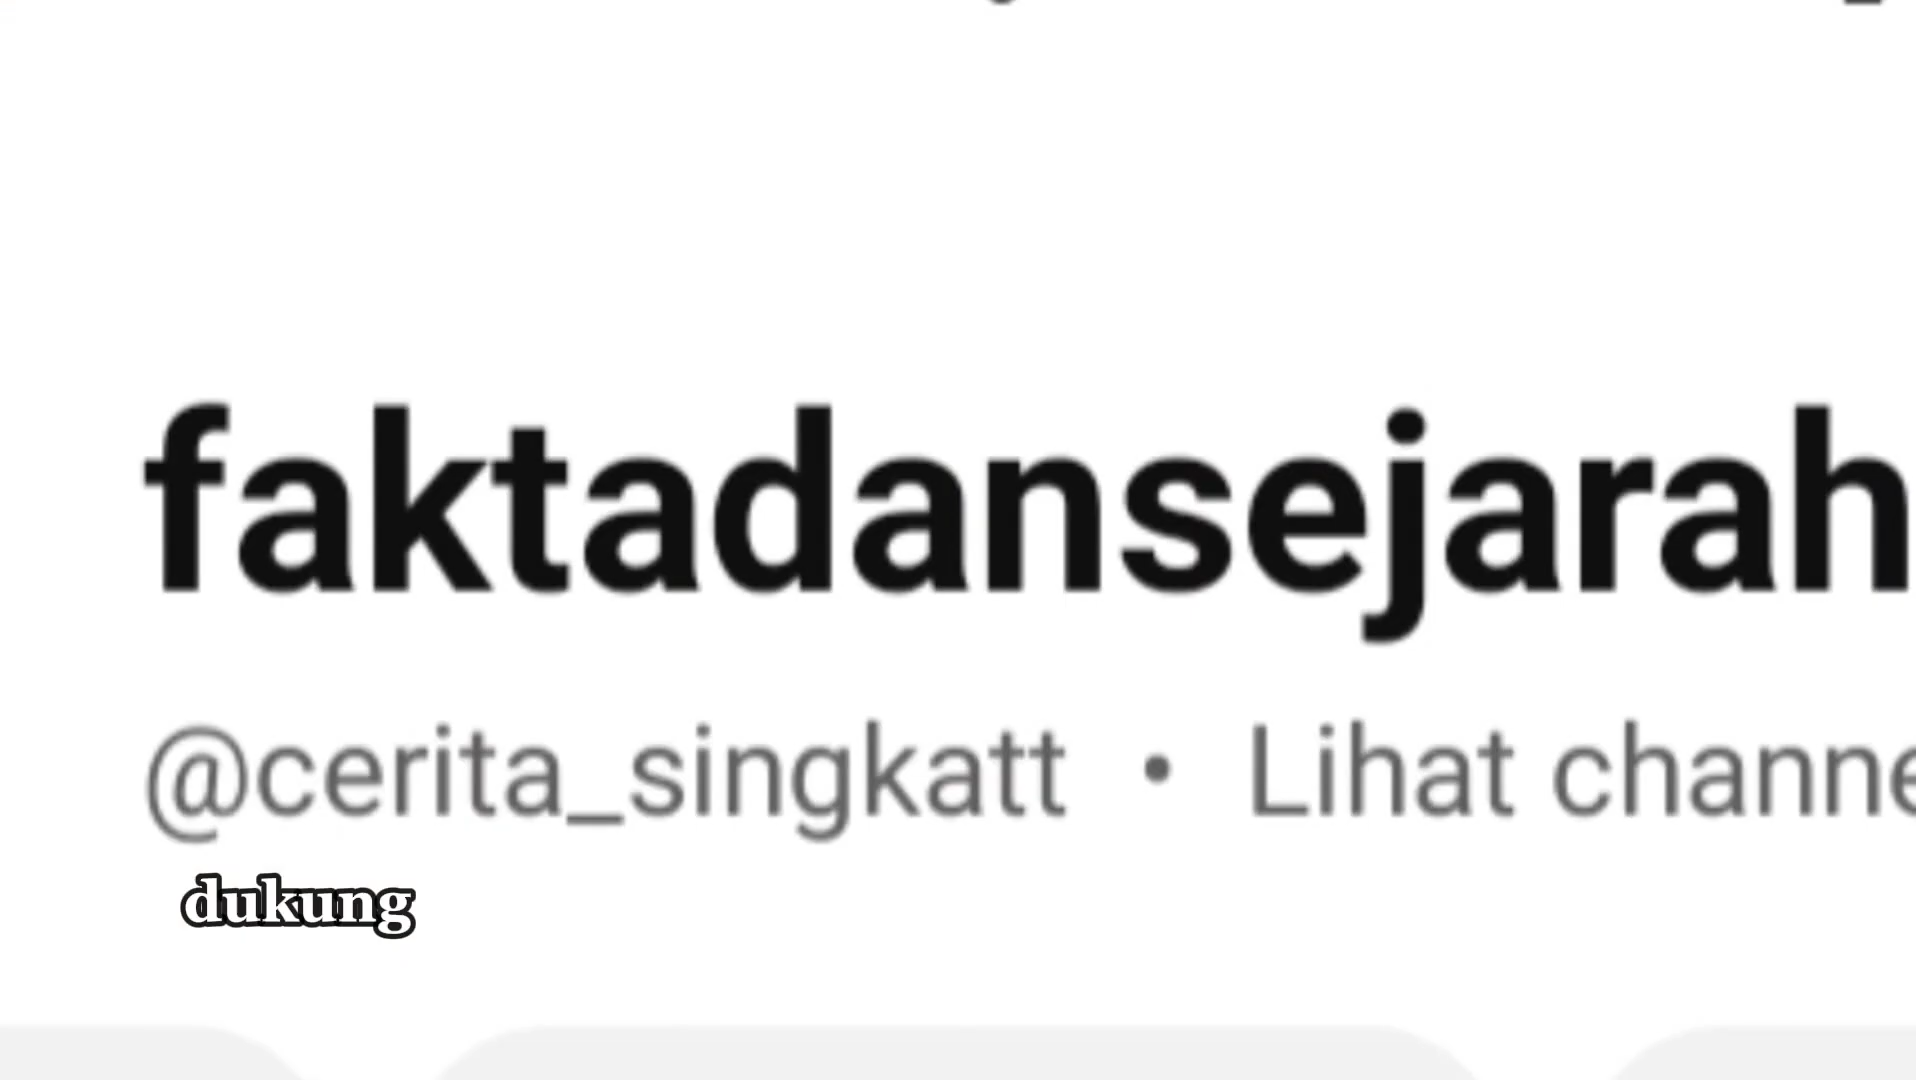 faktadansejarah
@cerita_singkatt • Lihat channe
dukung